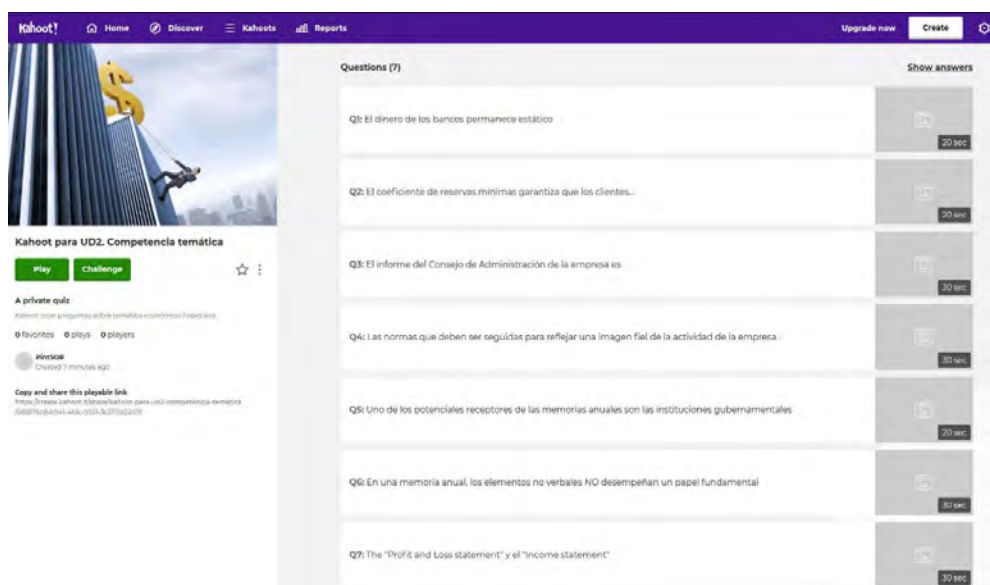 Kahoot!
Home
Discover
Kahoots
Reports
Upgrade now
Create
Questions (7)
Show answers
Q1: El dinero de los bancos permanece estático
20 sec
Q2: El coeficiente de reservas mínimas garantiza que los clientes...
20 sec
Q3: El informe del Consejo de Administración de la empresa es
30 sec
Q4: Las normas que deben ser seguidas para reflejar una imagen fiel de la actividad de la empresa...
30 sec
Q5: Uno de los potenciales receptores de las memorias anuales son las instituciones gubernamentales
20 sec
Q6: En una memoria anual, los elementos no verbales NO desempeñan un papel fundamental
30 sec
Q7: The "Profit and Loss statement" y el "Income statement"
30 sec
Kahoot para UD2. Competencia temática
Play
Challenge
A private quiz
Kahoot con preguntas sobre temática económico-financiera
0 favorites 0 plays 0 players
Created 7 minutes ago
Copy and share this playable link